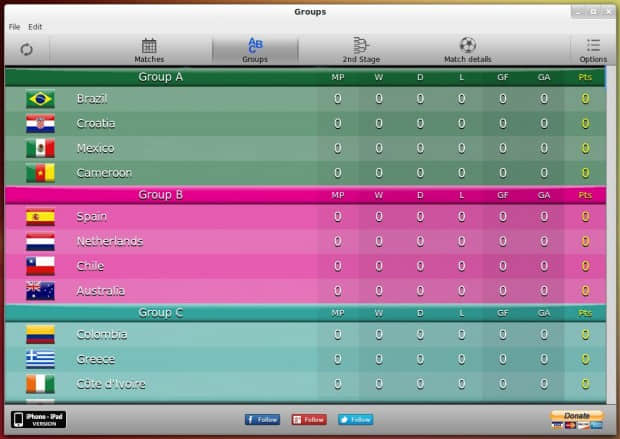 Groups
File Edit
Matches
ABC
Groups
2nd Stage
Match details
Options
Group A MP W D L GF GA Pts
Brazil 0 0 0 0 0 0 0
Croatia 0 0 0 0 0 0 0
Mexico 0 0 0 0 0 0 0
Cameroon 0 0 0 0 0 0 0
Group B MP W D L GF GA Pts
Spain 0 0 0 0 0 0 0
Netherlands 0 0 0 0 0 0 0
Chile 0 0 0 0 0 0 0
Australia 0 0 0 0 0 0 0
Group C MP W D L GF GA Pts
Colombia 0 0 0 0 0 0 0
Greece 0 0 0 0 0 0 0
Côte d'Ivoire 0 0 0 0 0 0 0
iPhone - iPad
VERSION
Follow
Follow
Follow
Donate